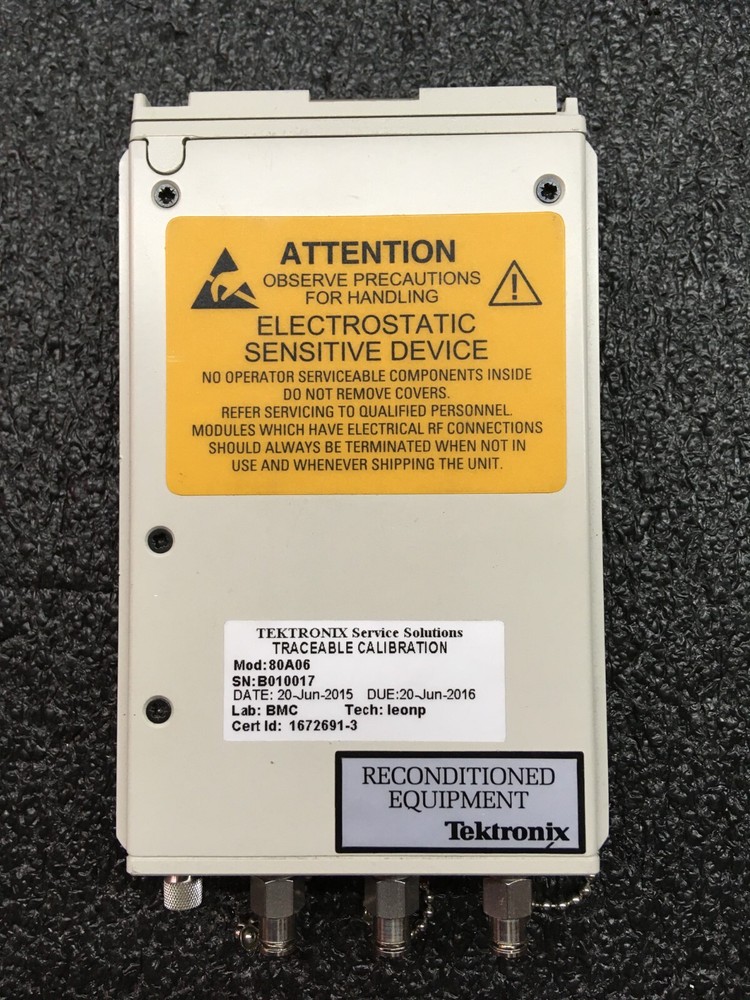 ATTENTION
OBSERVE PRECAUTIONS
FOR HANDLING
ELECTROSTATIC
SENSITIVE DEVICE
NO OPERATOR SERVICEABLE COMPONENTS INSIDE
DO NOT REMOVE COVERS.
REFER SERVICING TO QUALIFIED PERSONNEL.
MODULES WHICH HAVE ELECTRICAL RF CONNECTIONS
SHOULD ALWAYS BE TERMINATED WHEN NOT IN
USE AND WHENEVER SHIPPING THE UNIT.
TEKTRONIX Service Solutions
TRACEABLE CALIBRATION
Mod:80A06
SN:B010017
DATE: 20-Jun-2015 DUE:20-Jun-2016
Lab: BMC Tech: leonp
Cert Id: 1672691-3
RECONDITIONED
EQUIPMENT
Tektronix